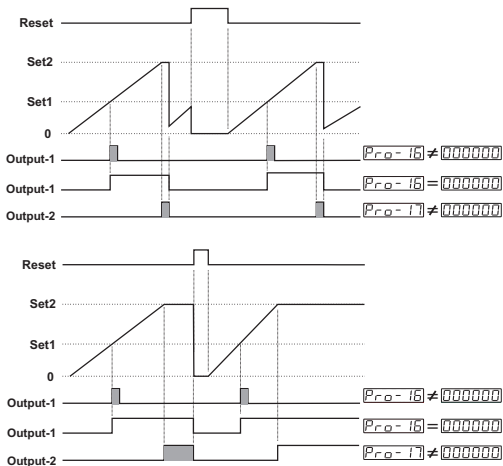 Reset
Set2
Set1
0
Output-1 Pro-16 ≠ 000000
Output-1 Pro-16 = 000000
Output-2 Pro-17 ≠ 000000
Reset
Set2
Set1
0
Output-1 Pro-16 ≠ 000000
Output-1 Pro-16 = 000000
Output-2 Pro-17 ≠ 000000